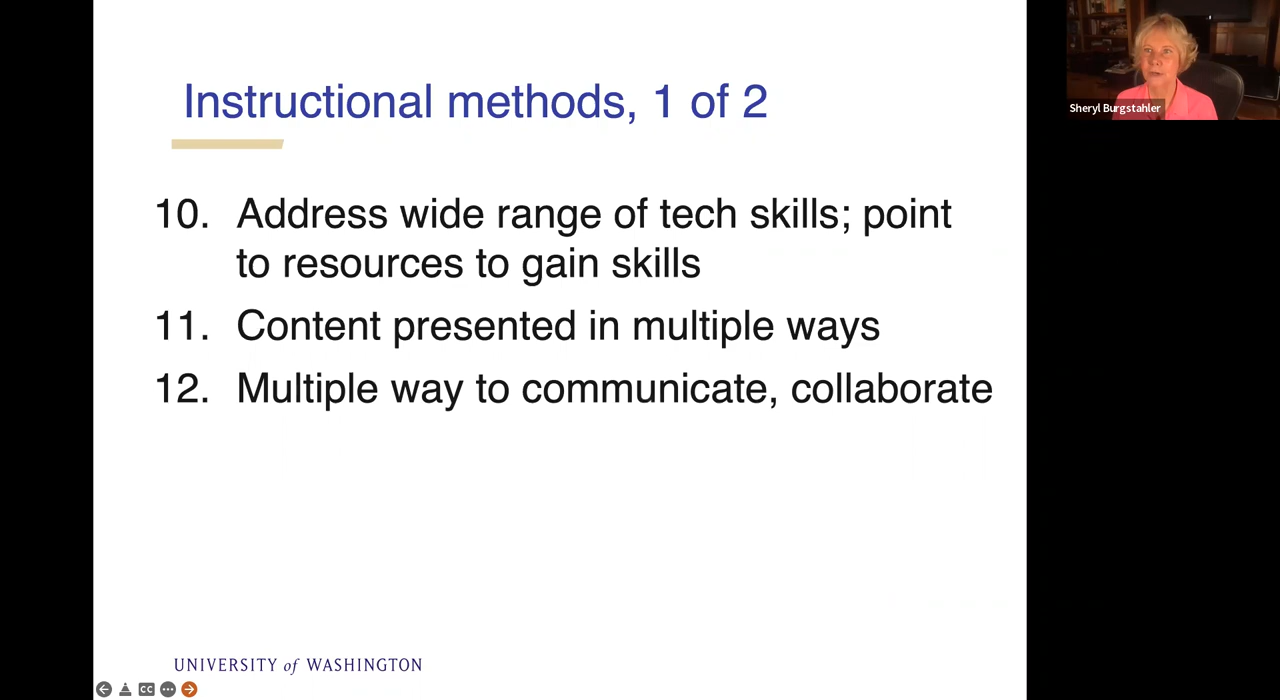 Instructional methods, 1 of 2
Sheryl Burgstahler
10. Address wide range of tech skills; point
to resources to gain skills
11. Content presented in multiple ways
12. Multiple way to communicate, collaborate
UNIVERSITY of WASHINGTON
CC